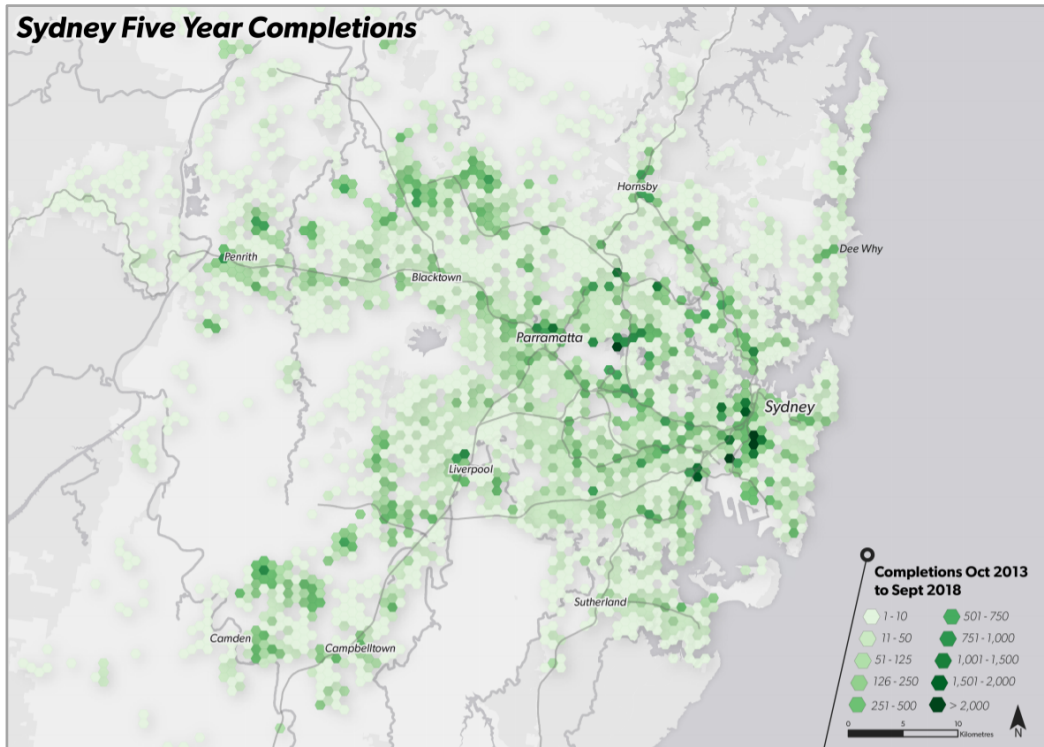 Sydney Five Year Completions
Hornsby
Dee Why
Penrith
Blacktown
Parramatta
Sydney
Liverpool
Sutherland
Camden
Campbelltown
Completions Oct 2013
to Sept 2018
1 - 10
501 - 750
11 - 50
751 - 1,000
51 - 125
1,001 - 1,500
126 - 250
1,501 - 2,000
251 - 500
> 2,000
0 5 10
Kilometres
N